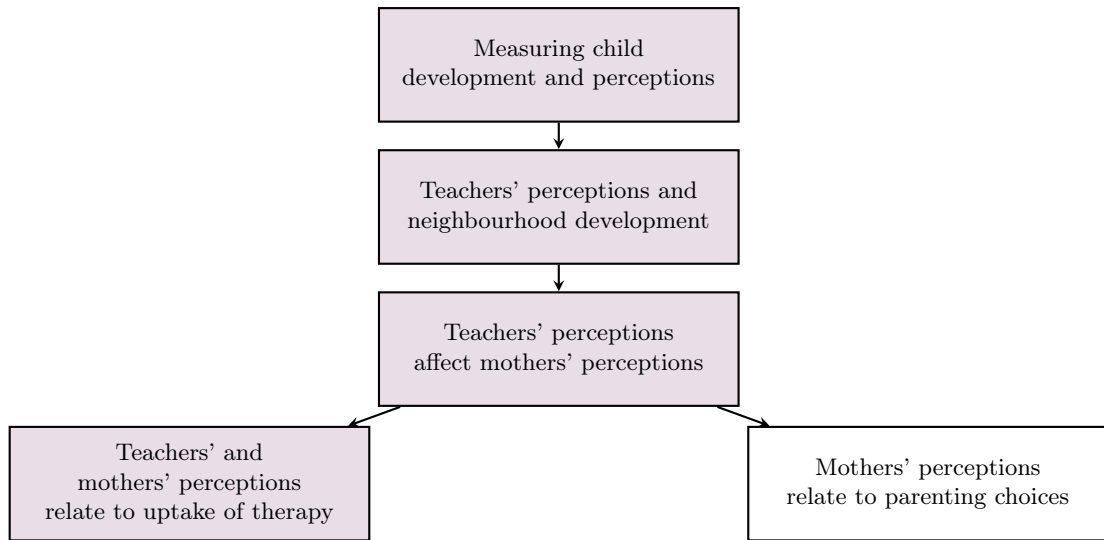 Measuring child
development and perceptions
Teachers’ perceptions and
neighbourhood development
Teachers’ perceptions
affect mothers’ perceptions
Teachers’ and
mothers’ perceptions
relate to uptake of therapy
Mothers’ perceptions
relate to parenting choices